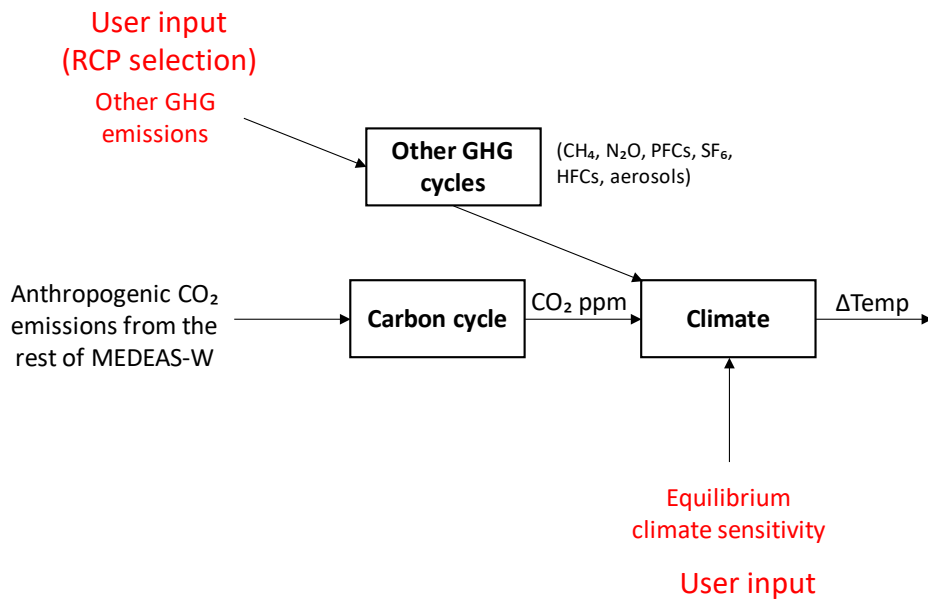 User input
(RCP selection)
Other GHG
emissions
Other GHG
cycles
(CH₄, N₂O, PFCs, SF₆,
HFCs, aerosols)
Anthropogenic CO₂
emissions from the
rest of MEDEAS-W
Carbon cycle
CO₂ ppm
Climate
ΔTemp
Equilibrium
climate sensitivity
User input